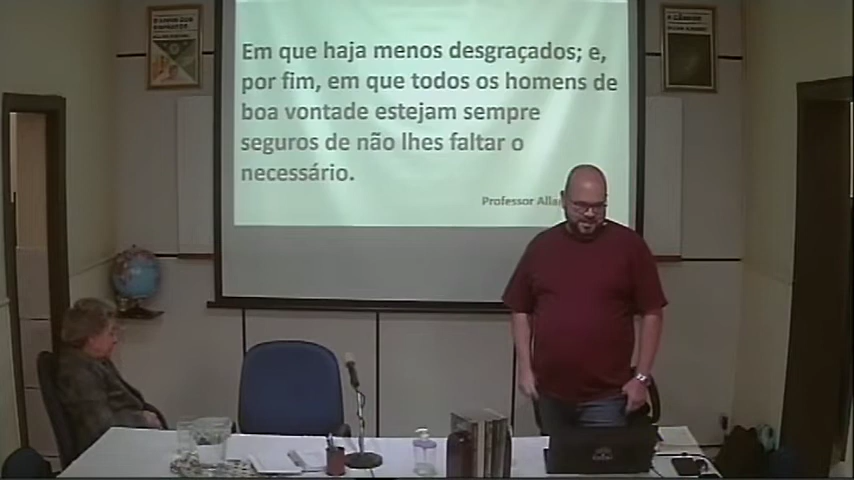 Em que haja menos desgraçados; e,
por fim, em que todos os homens de
boa vontade estejam sempre
seguros de não lhes faltar o
necessário.
Professor